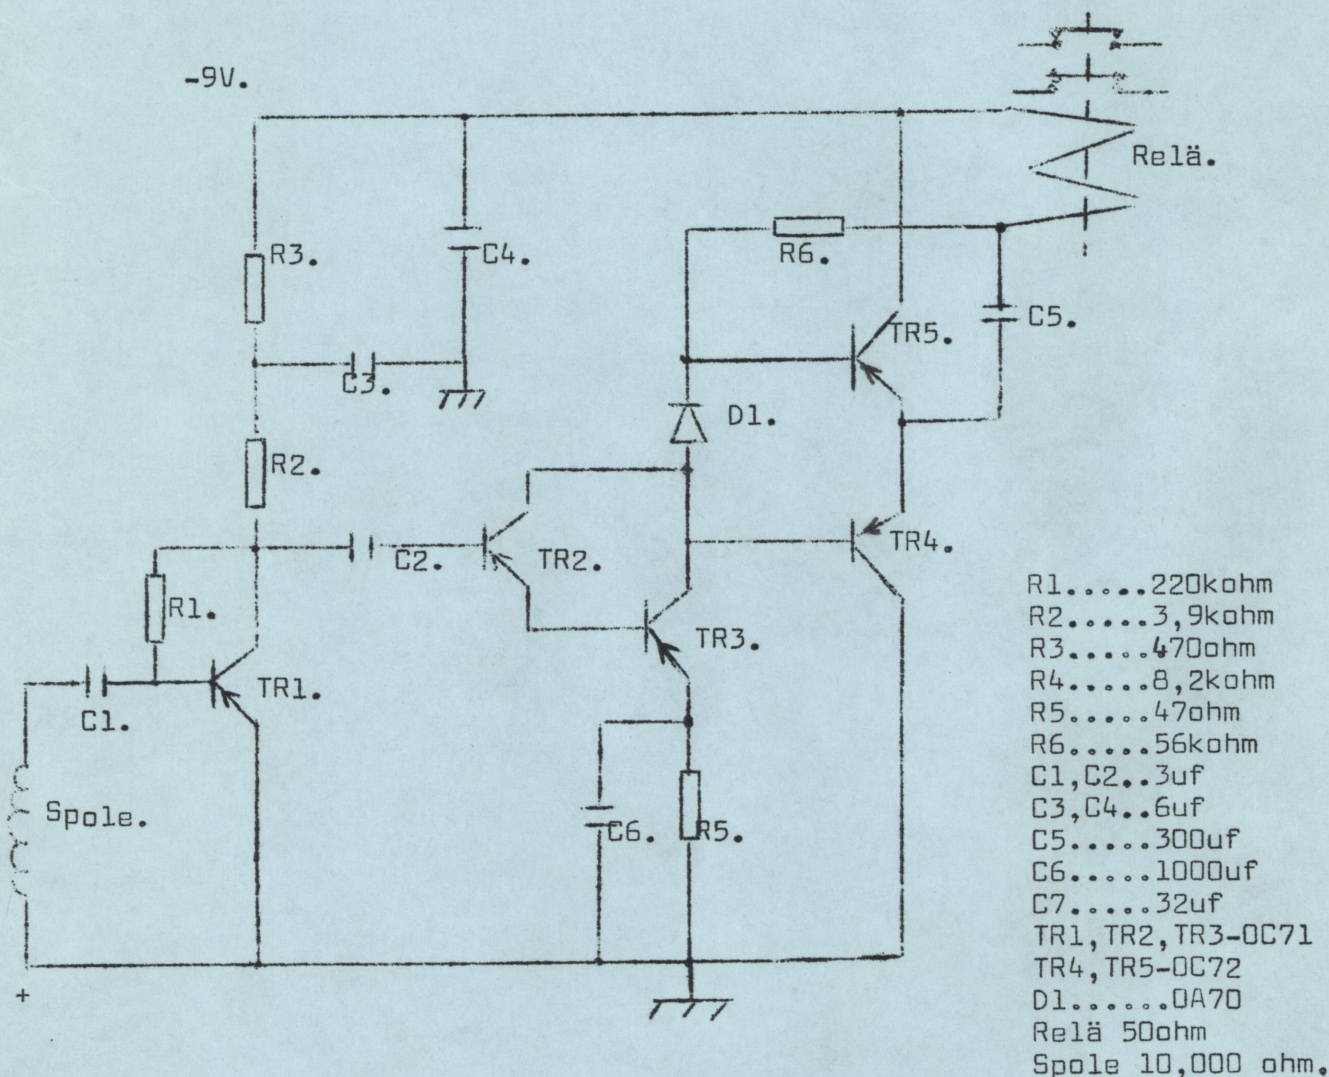 -9V.
Relä.
R3.
C4.
R6.
C5.
TR5.
C3.
D1.
R2.
C2.
TR2.
TR4.
R1.
TR3.
TR1.
C1.
Spole.
C6.
R5.
+
R1.....220kohm
R2.....3,9kohm
R3.....470ohm
R4.....8,2kohm
R5.....47ohm
R6.....56kohm
C1,C2..3uf
C3,C4..6uf
C5.....300uf
C6.....1000uf
C7.....32uf
TR1,TR2,TR3-OC71
TR4,TR5-OC72
D1......OA70
Relä 50ohm
Spole 10,000 ohm.